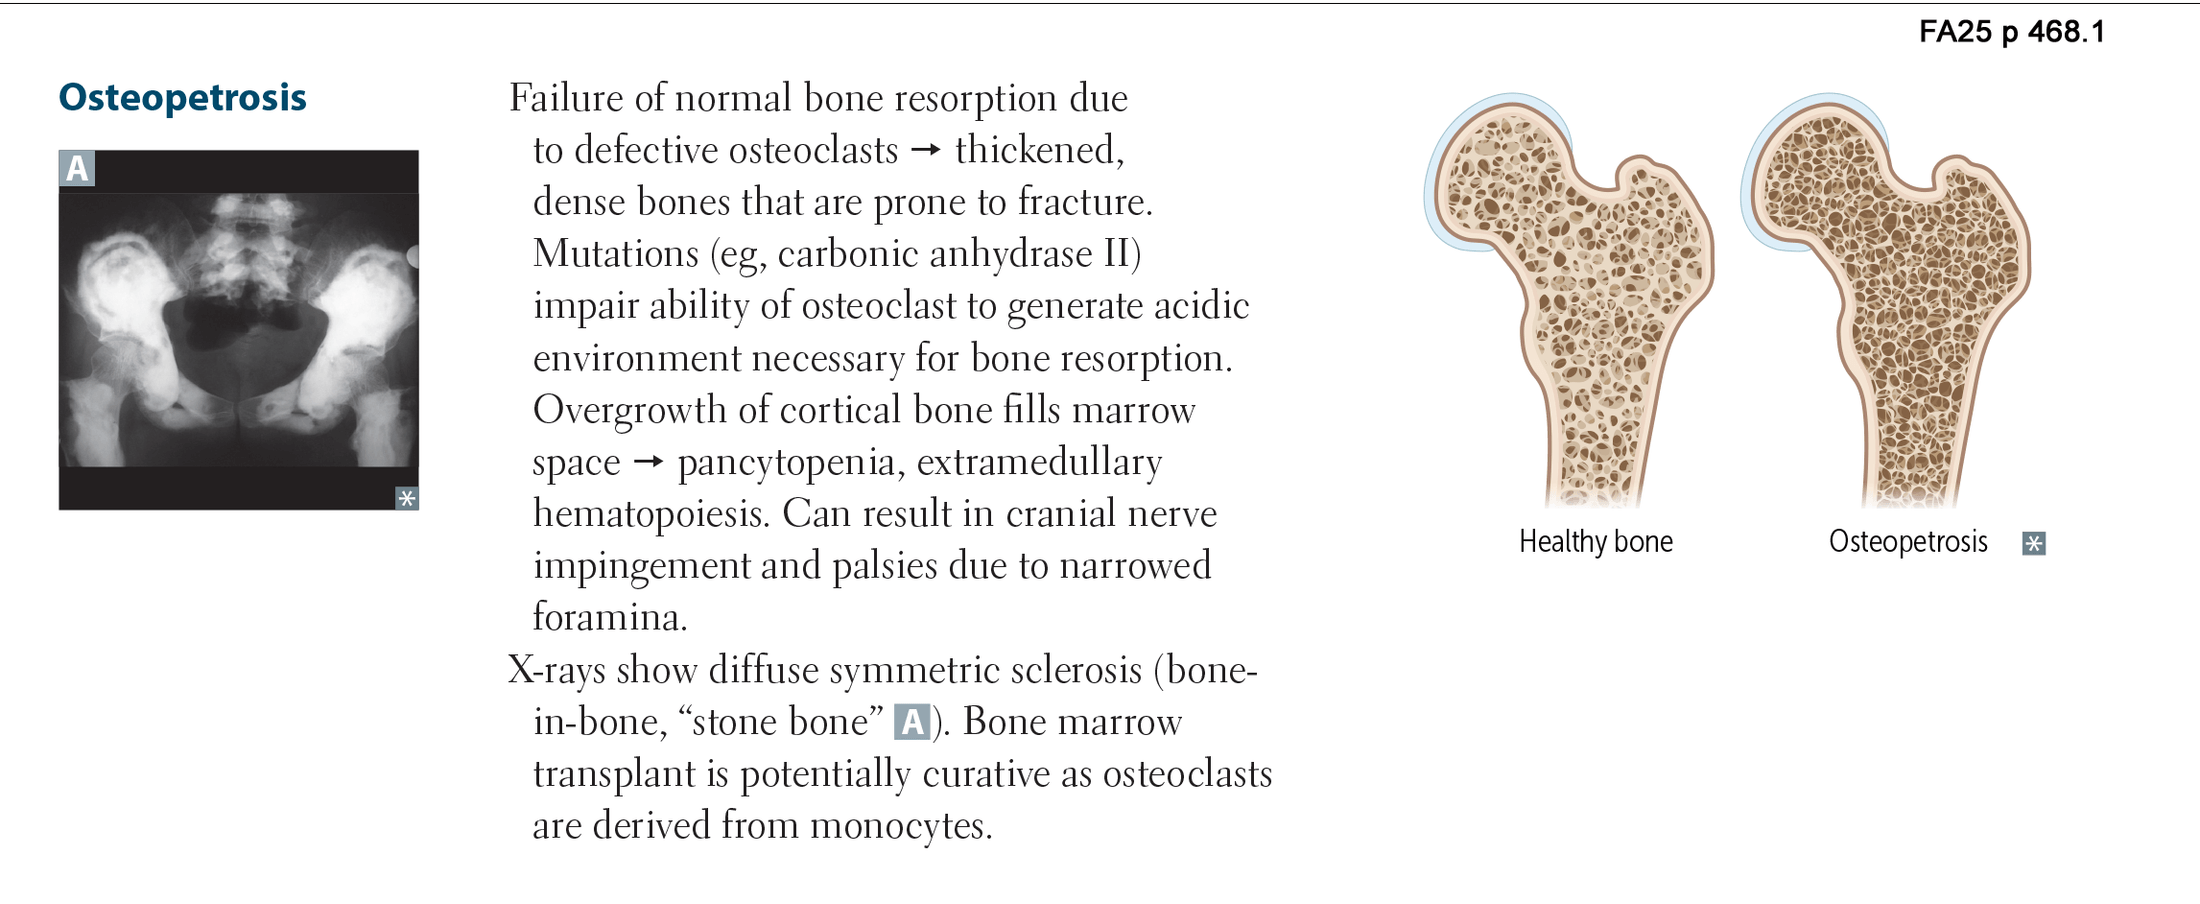 FA25 p 468.1
Osteopetrosis
A
*
Failure of normal bone resorption due
to defective osteoclasts → thickened,
dense bones that are prone to fracture.
Mutations (eg, carbonic anhydrase II)
impair ability of osteoclast to generate acidic
environment necessary for bone resorption.
Overgrowth of cortical bone fills marrow
space → pancytopenia, extramedullary
hematopoiesis. Can result in cranial nerve
impingement and palsies due to narrowed
foramina.
X-rays show diffuse symmetric sclerosis (bone-
in-bone, “stone bone” A). Bone marrow
transplant is potentially curative as osteoclasts
are derived from monocytes.
Healthy bone
Osteopetrosis *